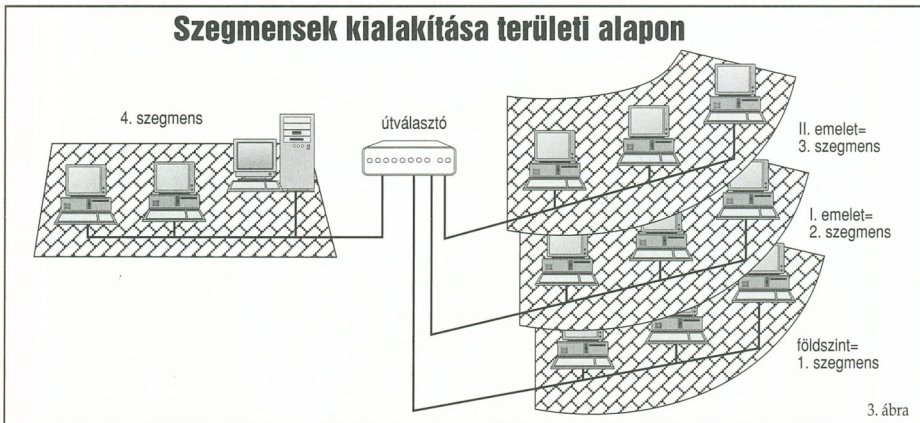 Szegmensek kialakítása területi alapon
4. szegmens
útválasztó
II. emelet=
3. szegmens
I. emelet=
2. szegmens
földszint=
1. szegmens
3. ábra